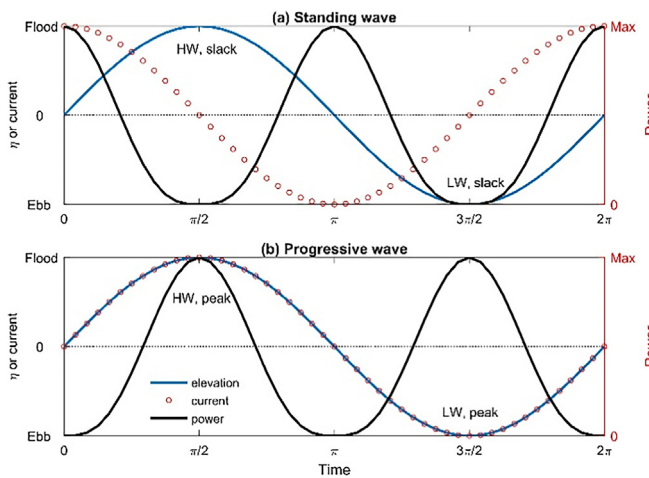 (a) Standing wave
Flood
Max
HW, slack
η or current
0
Power
LW, slack
Ebb
0
0 π/2 π 3π/2 2π
(b) Progressive wave
Flood
Max
HW, peak
η or current
0
Power
elevation
current
power
LW, peak
Ebb
0
0 π/2 π 3π/2 2π
Time